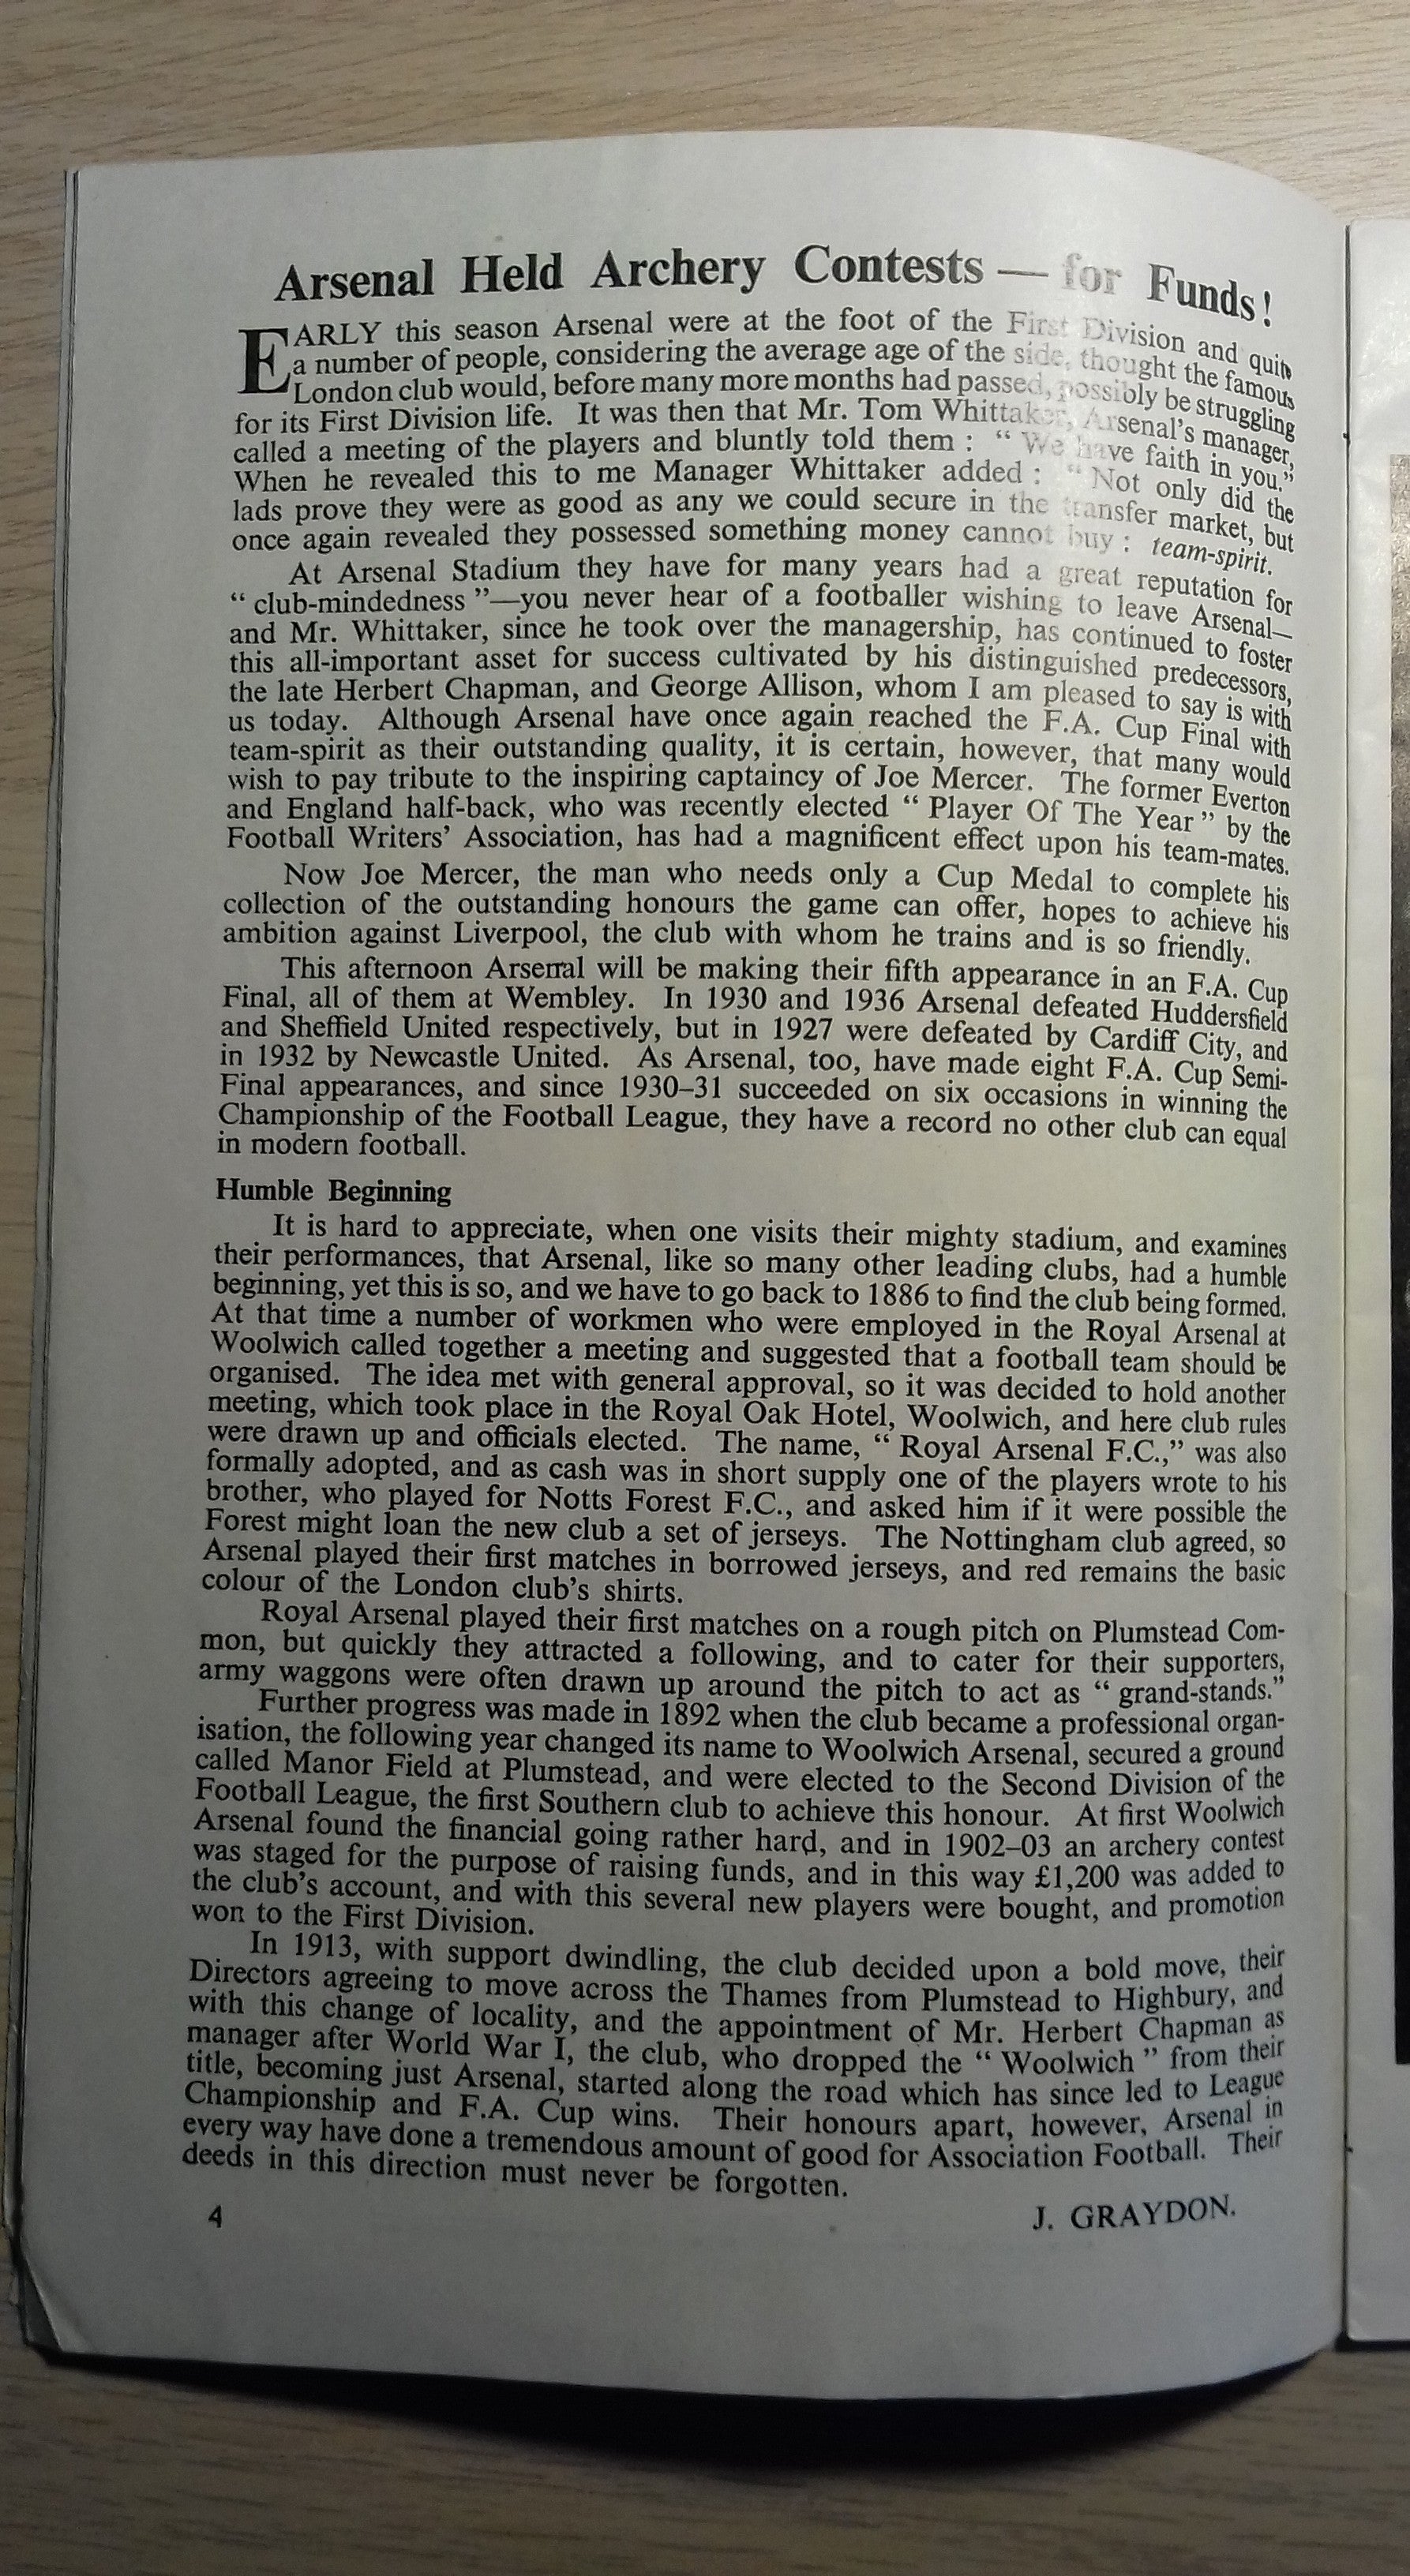 Arsenal Held Archery Contests — for Funds!
EARLY this season Arsenal were at the foot of the First Division and quite
a number of people, considering the average age of the side, thought the famous
London club would, before many more months had passed, possibly be struggling
for its First Division life. It was then that Mr. Tom Whittaker, Arsenal's manager,
called a meeting of the players and bluntly told them : “ We have faith in you.”
When he revealed this to me Manager Whittaker added : “ Not only did the
lads prove they were as good as any we could secure in the transfer market, but
once again revealed they possessed something money cannot buy : team-spirit.
At Arsenal Stadium they have for many years had a great reputation for
“ club-mindedness ”—you never hear of a footballer wishing to leave Arsenal—
and Mr. Whittaker, since he took over the managership, has continued to foster
this all-important asset for success cultivated by his distinguished predecessors,
the late Herbert Chapman, and George Allison, whom I am pleased to say is with
us today. Although Arsenal have once again reached the F.A. Cup Final with
team-spirit as their outstanding quality, it is certain, however, that many would
wish to pay tribute to the inspiring captaincy of Joe Mercer. The former Everton
and England half-back, who was recently elected “ Player Of The Year ” by the
Football Writers' Association, has had a magnificent effect upon his team-mates.
Now Joe Mercer, the man who needs only a Cup Medal to complete his
collection of the outstanding honours the game can offer, hopes to achieve his
ambition against Liverpool, the club with whom he trains and is so friendly.
This afternoon Arsenal will be making their fifth appearance in an F.A. Cup
Final, all of them at Wembley. In 1930 and 1936 Arsenal defeated Huddersfield
and Sheffield United respectively, but in 1927 were defeated by Cardiff City, and
in 1932 by Newcastle United. As Arsenal, too, have made eight F.A. Cup Semi-
Final appearances, and since 1930–31 succeeded on six occasions in winning the
Championship of the Football League, they have a record no other club can equal
in modern football.
Humble Beginning
It is hard to appreciate, when one visits their mighty stadium, and examines
their performances, that Arsenal, like so many other leading clubs, had a humble
beginning, yet this is so, and we have to go back to 1886 to find the club being formed.
At that time a number of workmen who were employed in the Royal Arsenal at
Woolwich called together a meeting and suggested that a football team should be
organised. The idea met with general approval, so it was decided to hold another
meeting, which took place in the Royal Oak Hotel, Woolwich, and here club rules
were drawn up and officials elected. The name, “ Royal Arsenal F.C.,” was also
formally adopted, and as cash was in short supply one of the players wrote to his
brother, who played for Notts Forest F.C., and asked him if it were possible the
Forest might loan the new club a set of jerseys. The Nottingham club agreed, so
Arsenal played their first matches in borrowed jerseys, and red remains the basic
colour of the London club's shirts.
Royal Arsenal played their first matches on a rough pitch on Plumstead Com-
mon, but quickly they attracted a following, and to cater for their supporters,
army waggons were often drawn up around the pitch to act as “ grand-stands.”
Further progress was made in 1892 when the club became a professional organ-
isation, the following year changed its name to Woolwich Arsenal, secured a ground
called Manor Field at Plumstead, and were elected to the Second Division of the
Football League, the first Southern club to achieve this honour. At first Woolwich
Arsenal found the financial going rather hard, and in 1902–03 an archery contest
was staged for the purpose of raising funds, and in this way £1,200 was added to
the club's account, and with this several new players were bought, and promotion
won to the First Division.
In 1913, with support dwindling, the club decided upon a bold move, their
Directors agreeing to move across the Thames from Plumstead to Highbury, and
with this change of locality, and the appointment of Mr. Herbert Chapman as
manager after World War I, the club, who dropped the “ Woolwich ” from their
title, becoming just Arsenal, started along the road which has since led to League
Championship and F.A. Cup wins. Their honours apart, however, Arsenal in
every way have done a tremendous amount of good for Association Football. Their
deeds in this direction must never be forgotten.
4 J. GRAYDON.